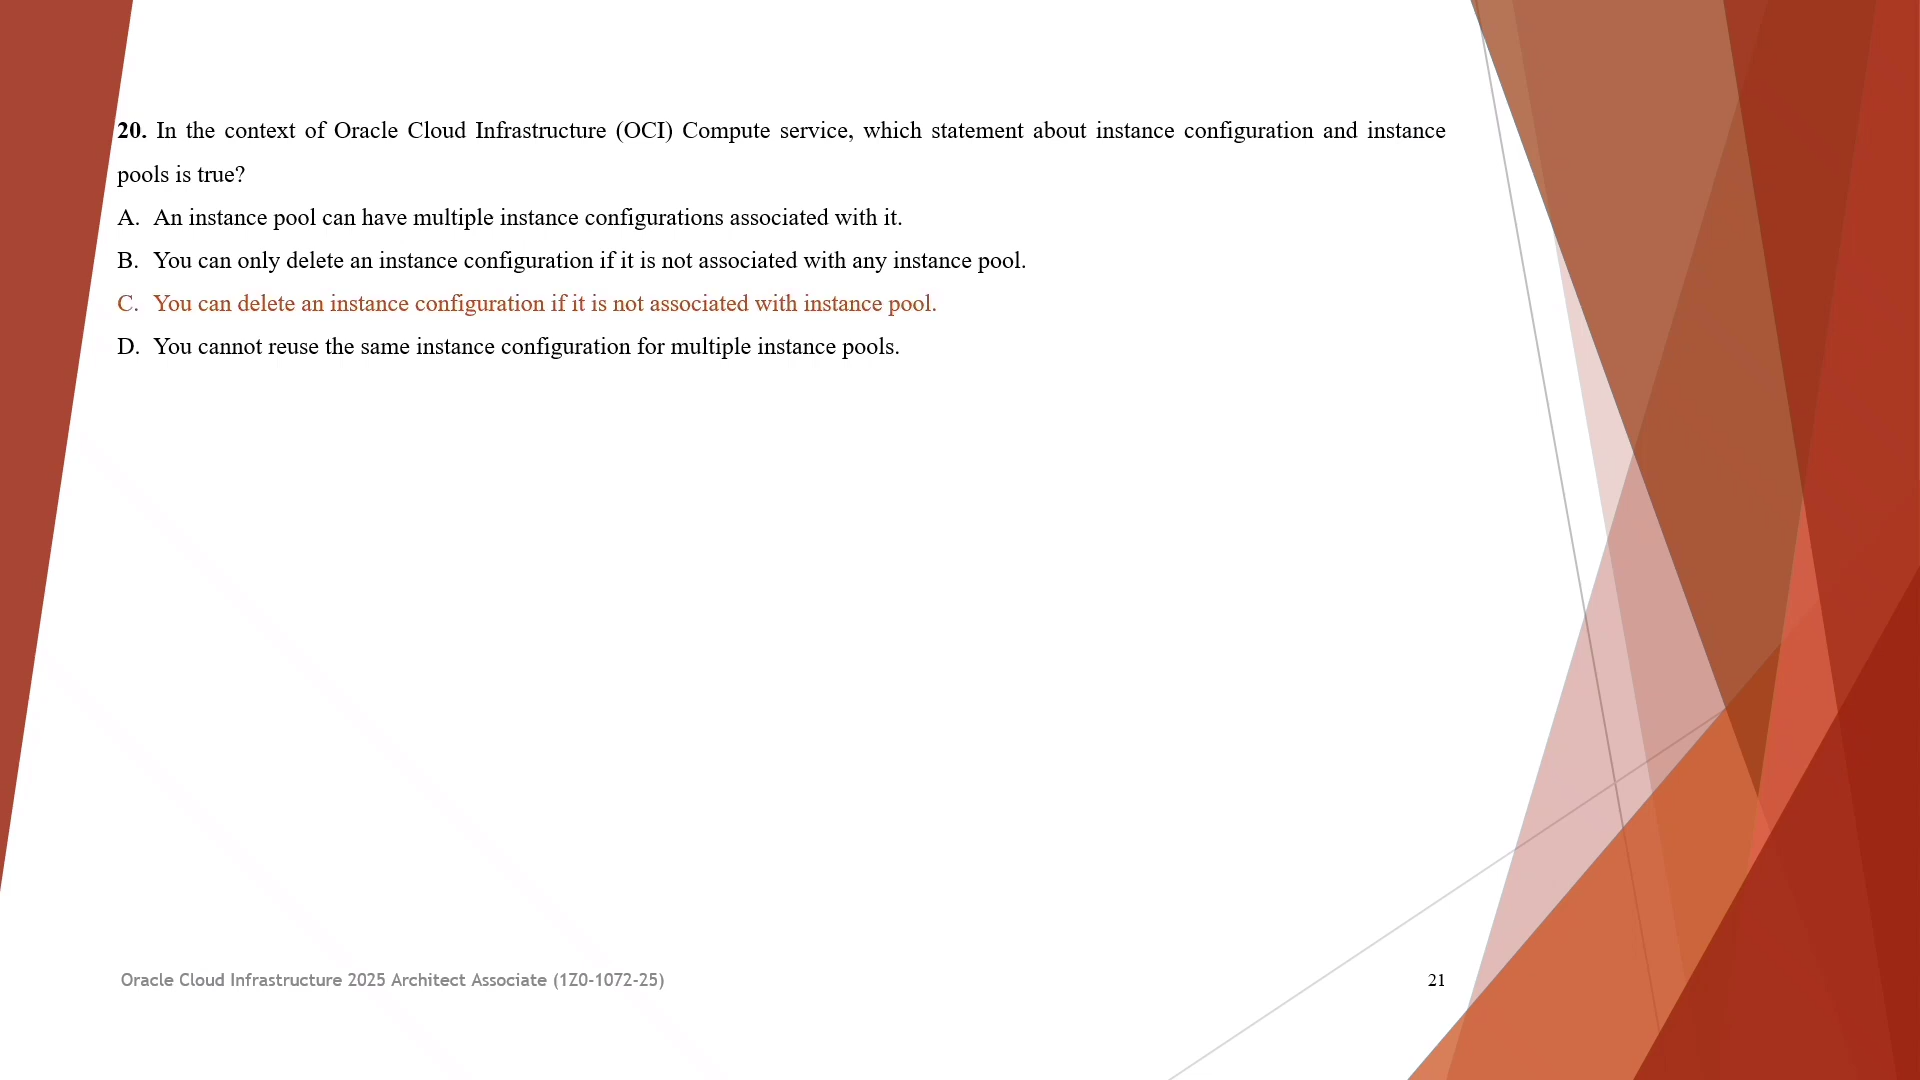 20. In the context of Oracle Cloud Infrastructure (OCI) Compute service, which statement about instance configuration and instance
pools is true?
A. An instance pool can have multiple instance configurations associated with it.
B. You can only delete an instance configuration if it is not associated with any instance pool.
C. You can delete an instance configuration if it is not associated with instance pool.
D. You cannot reuse the same instance configuration for multiple instance pools.
Oracle Cloud Infrastructure 2025 Architect Associate (1Z0-1072-25)
21